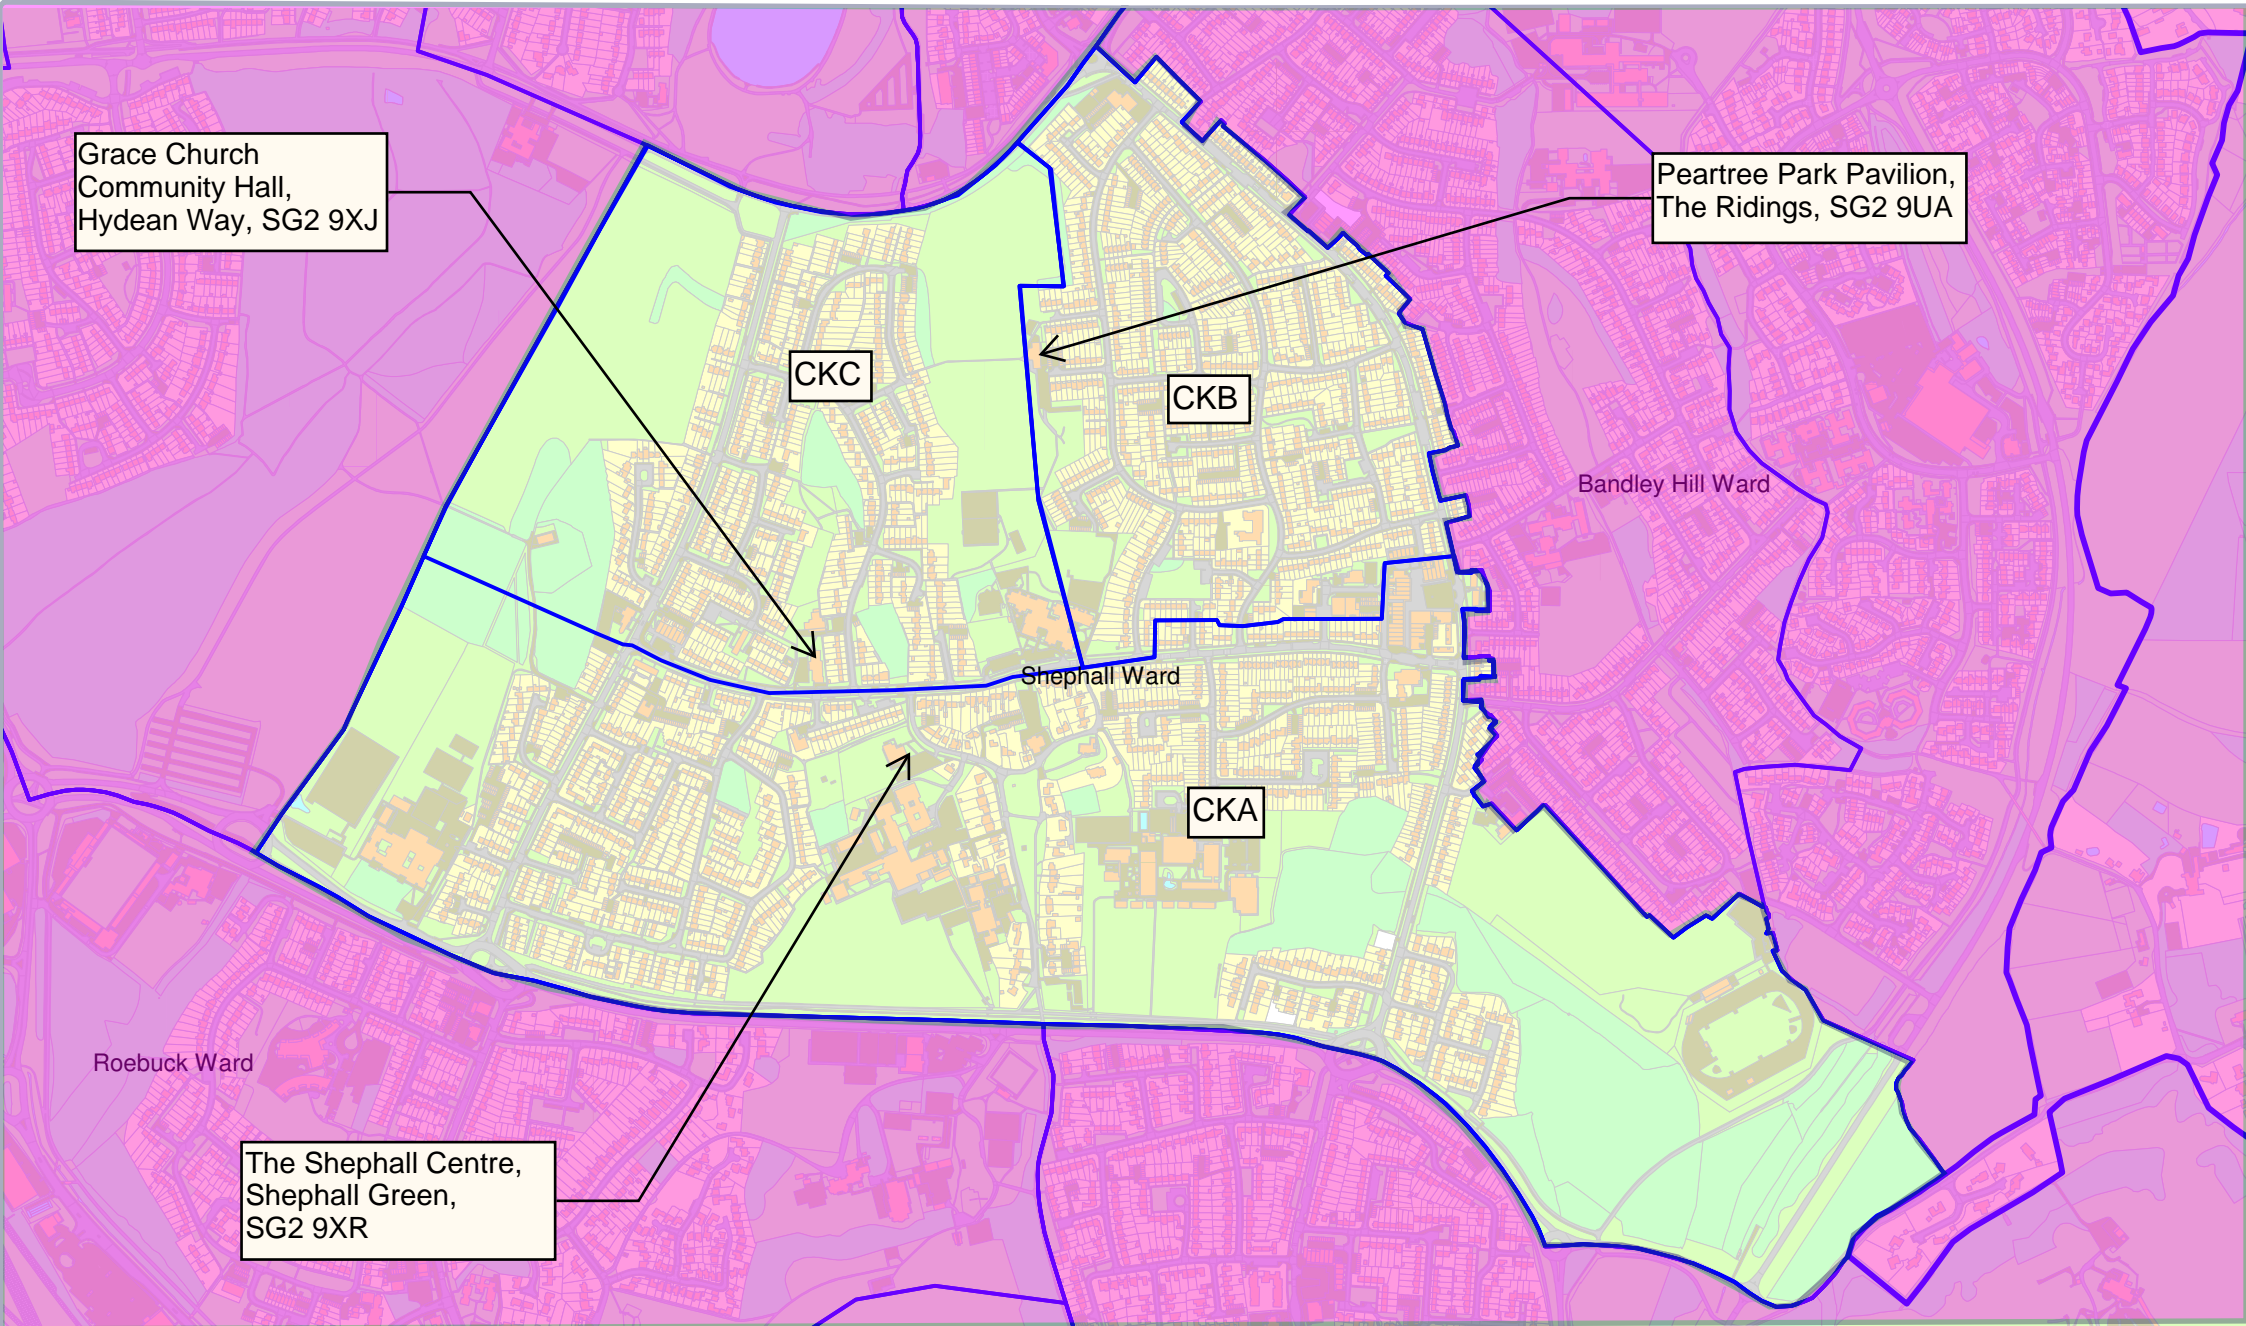 Grace Church
Community Hall,
Hydean Way, SG2 9XJ
Peartree Park Pavilion,
The Ridings, SG2 9UA
CKC
CKB
Bandley Hill Ward
Shephall Ward
CKA
Roebuck Ward
The Shephall Centre,
Shephall Green,
SG2 9XR